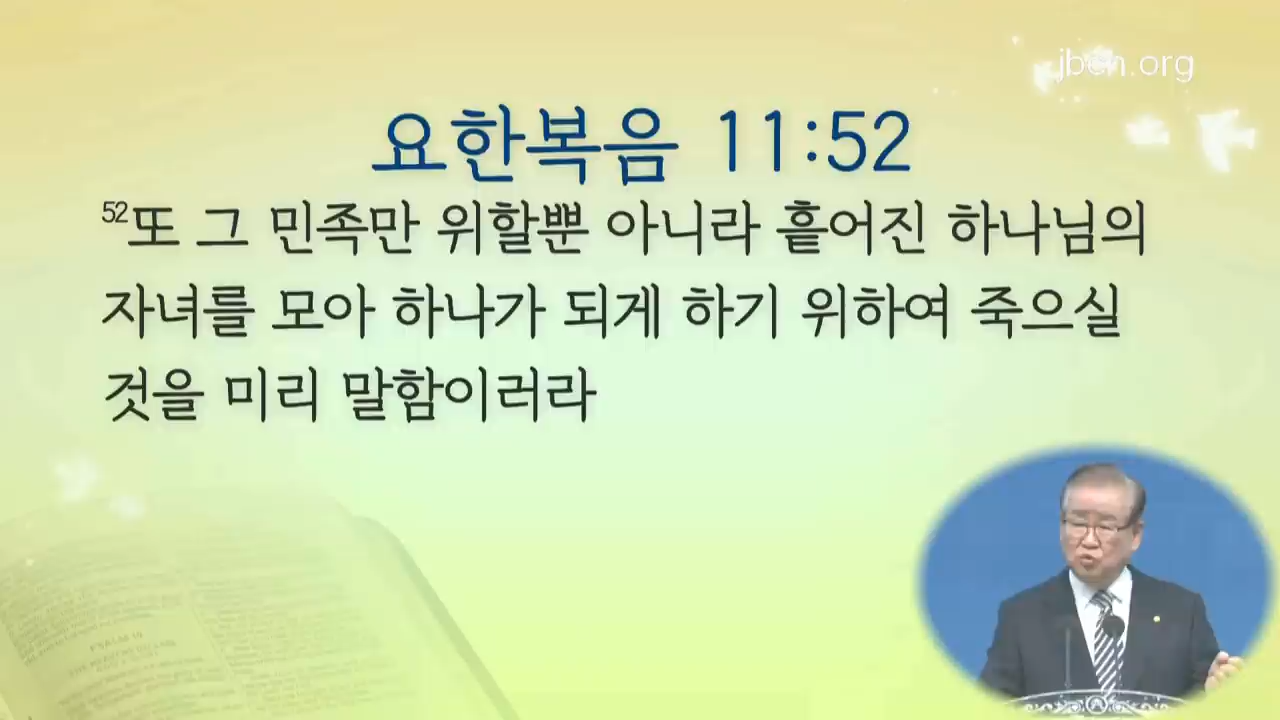 jbch.org
요한복음 11:52
52또 그 민족만 위할뿐 아니라 흩어진 하나님의
자녀를 모아 하나가 되게 하기 위하여 죽으실
것을 미리 말함이러라